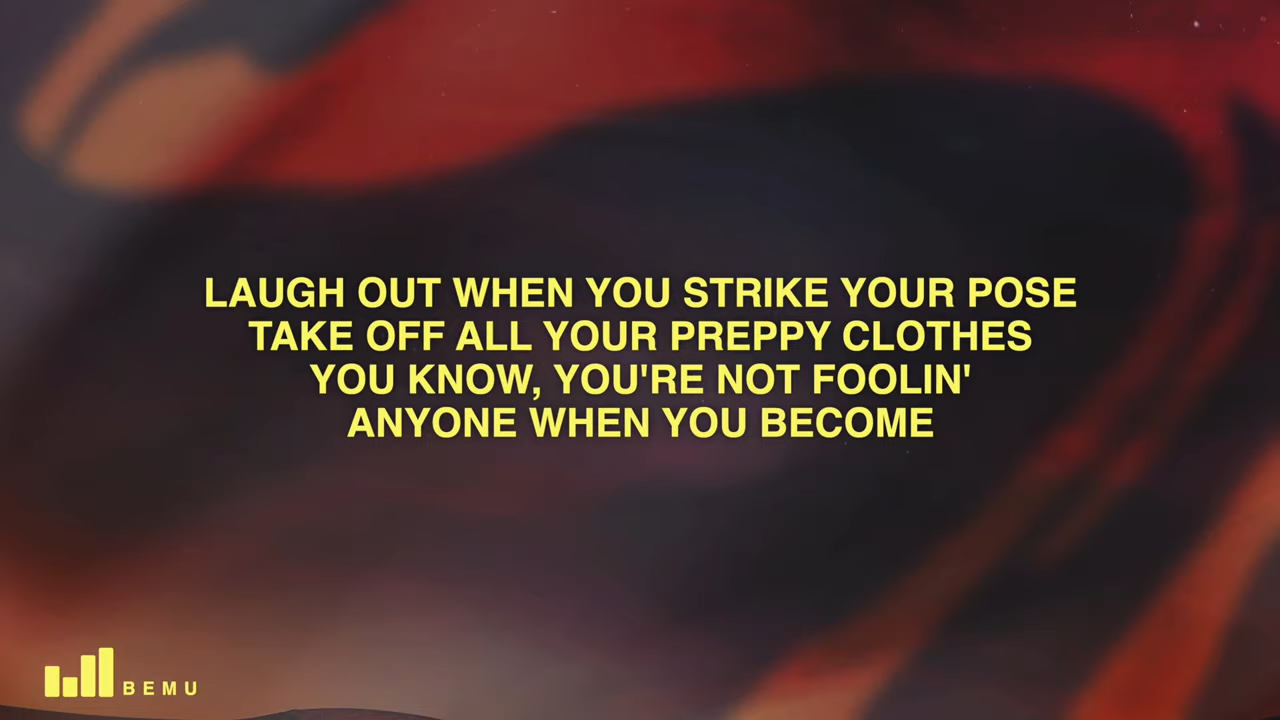 LAUGH OUT WHEN YOU STRIKE YOUR POSE
TAKE OFF ALL YOUR PREPPY CLOTHES
YOU KNOW, YOU'RE NOT FOOLIN'
ANYONE WHEN YOU BECOME
BEMU